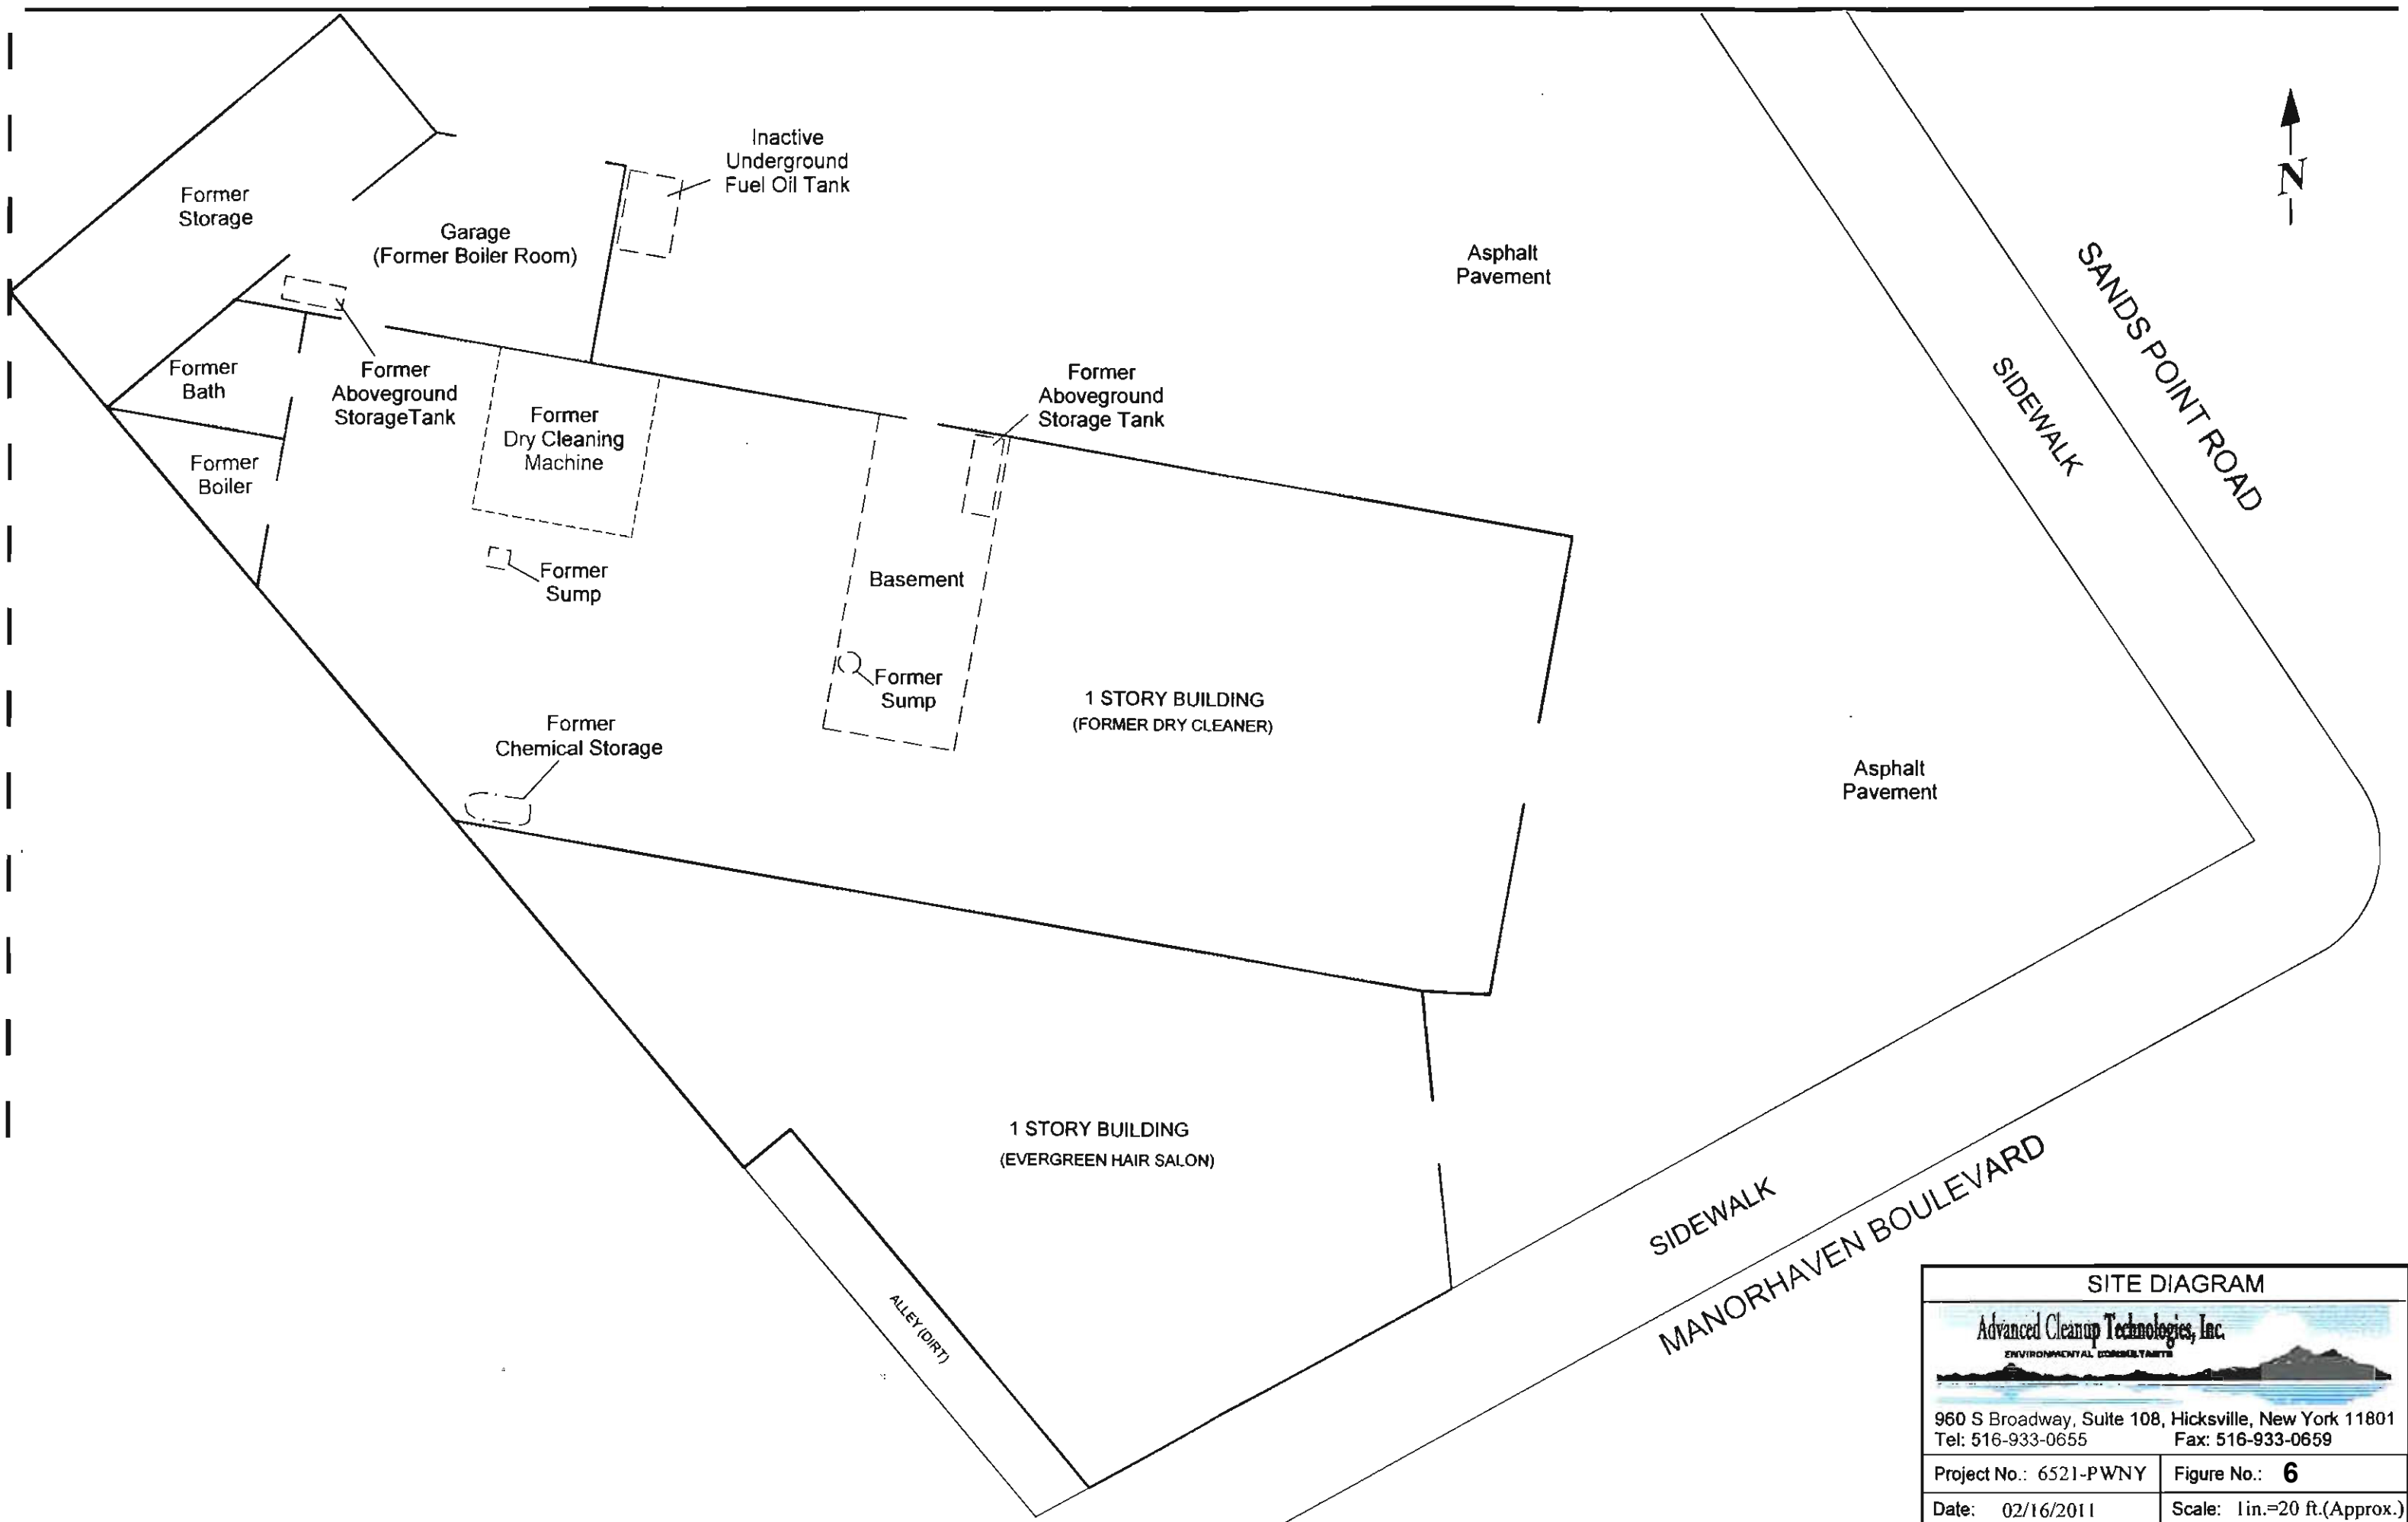 Inactive
Underground
Fuel Oil Tank
N
Former
Storage
Garage
(Former Boiler Room)
Asphalt
Pavement
SANDS POINT ROAD
SIDEWALK
Former
Bath
Former
Aboveground
StorageTank
Former
Dry Cleaning
Machine
Former
Aboveground
Storage Tank
Former
Boiler
Former
Sump
Basement
Former
Sump
1 STORY BUILDING
(FORMER DRY CLEANER)
Former
Chemical Storage
Asphalt
Pavement
1 STORY BUILDING
(EVERGREEN HAIR SALON)
SIDEWALK
MANORHAVEN BOULEVARD
ALLEY (DIRT)
SITE DIAGRAM
Advanced Cleanup Technologies, Inc.
ENVIRONMENTAL CONSULTANTS
960 S Broadway, Suite 108, Hicksville, New York 11801
Tel: 516-933-0655 Fax: 516-933-0659
Project No.: 6521-PWNY Figure No.: 6
Date: 02/16/2011 Scale: 1in.=20 ft.(Approx.)